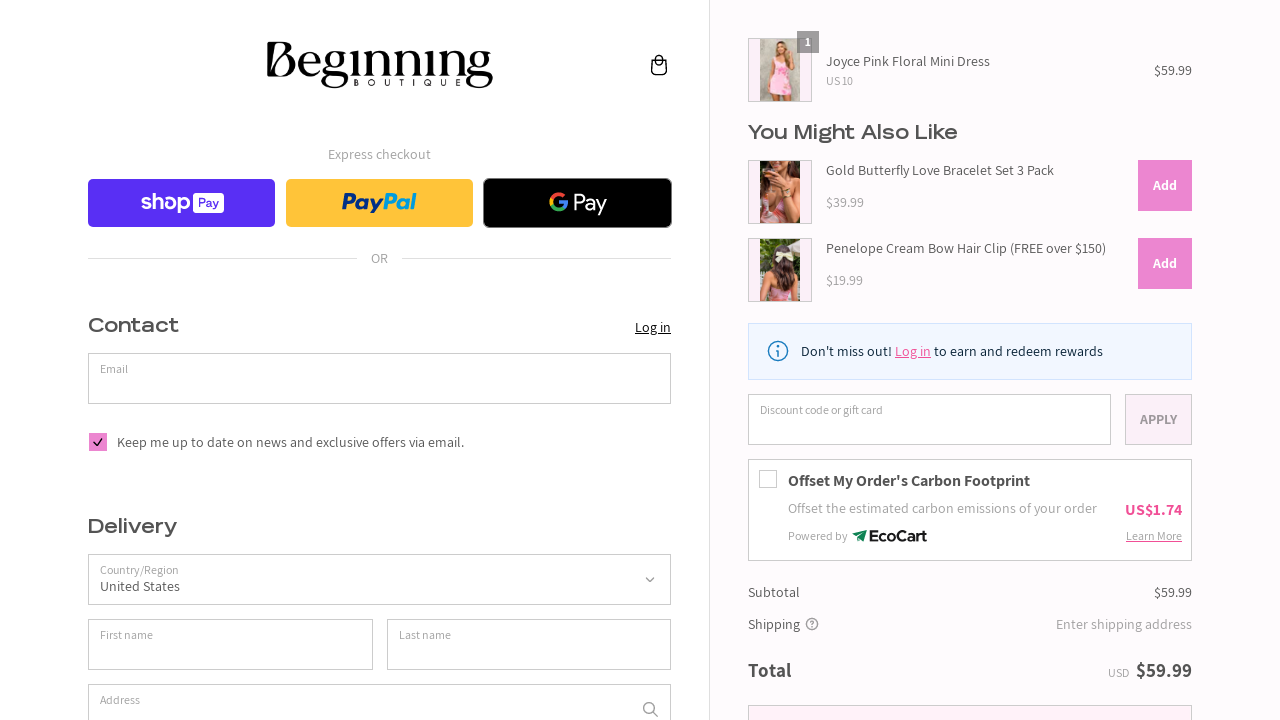 Beginning
BOUTIQUE
Express checkout
shop Pay
PayPal
G Pay
OR
Contact
Log in
Email
Keep me up to date on news and exclusive offers via email.
Delivery
Country/Region
United States
First name
Last name
Address
1
Joyce Pink Floral Mini Dress
US 10
$59.99
You Might Also Like
Gold Butterfly Love Bracelet Set 3 Pack
$39.99
Add
Penelope Cream Bow Hair Clip (FREE over $150)
$19.99
Add
Don't miss out! Log in to earn and redeem rewards
Discount code or gift card
APPLY
Offset My Order's Carbon Footprint
Offset the estimated carbon emissions of your order
US$1.74
Powered by EcoCart
Learn More
Subtotal
$59.99
Shipping
Enter shipping address
Total
USD $59.99